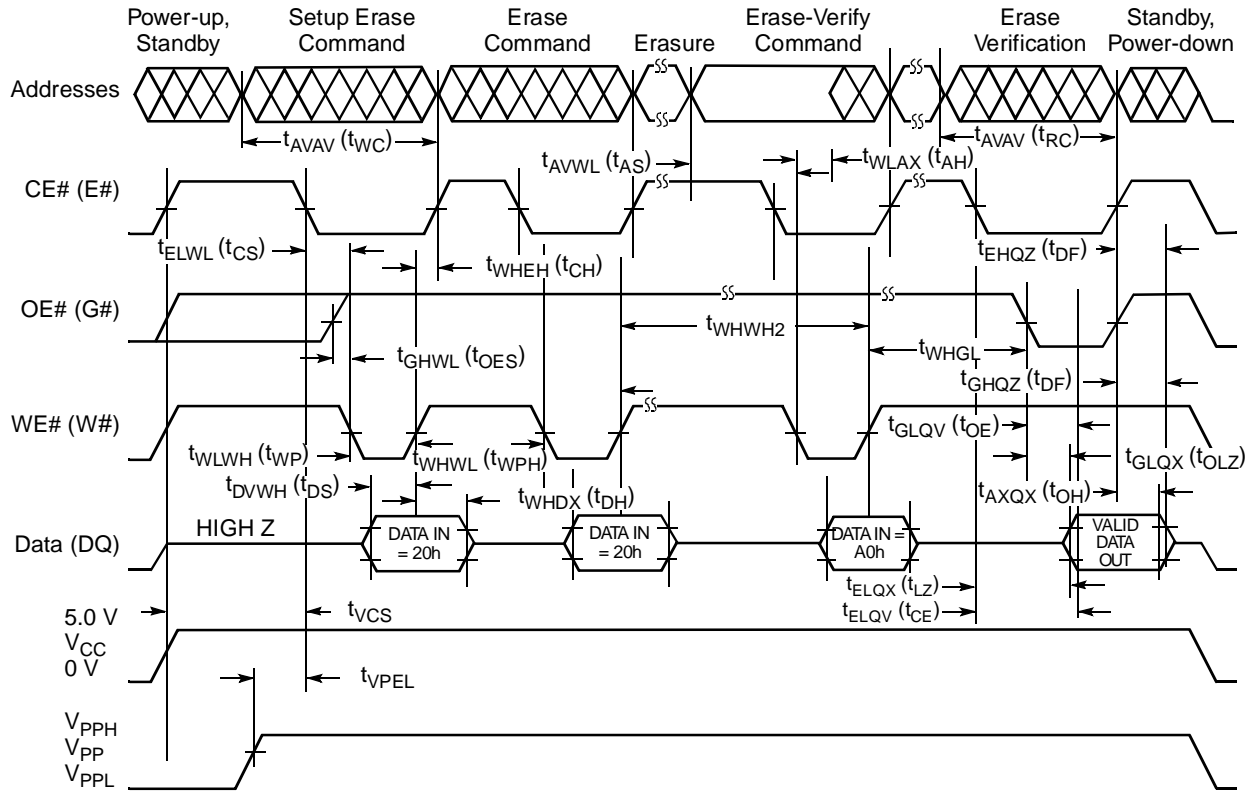 Power-up, Standby
Setup Erase Command
Erase Command
Erasure
Erase-Verify Command
Erase Verification
Standby, Power-down
Addresses
tAVAV (tWC)
tAVWL (tAS)
tWLAX (tAH)
tAVAV (tRC)
CE# (E#)
tELWL (tCS)
tWHEH (tCH)
tEHQZ (tDF)
OE# (G#)
tWHWH2
tGHWL (tOES)
tWHGL
tGHQZ (tDF)
WE# (W#)
tGLQV (tOE)
tWLWH (tWP)
tWHWL (tWPH)
tGLQX (tOLZ)
tDVWH (tDS)
tWHDX (tDH)
tAXQX (tOH)
Data (DQ)
HIGH Z
DATA IN
= 20h
DATA IN
= 20h
DATA IN =
A0h
VALID
DATA
OUT
tELQX (tLZ)
tELQV (tCE)
5.0 V
VCC
0 V
tVCS
tVPEL
VPPH
VPP
VPPL